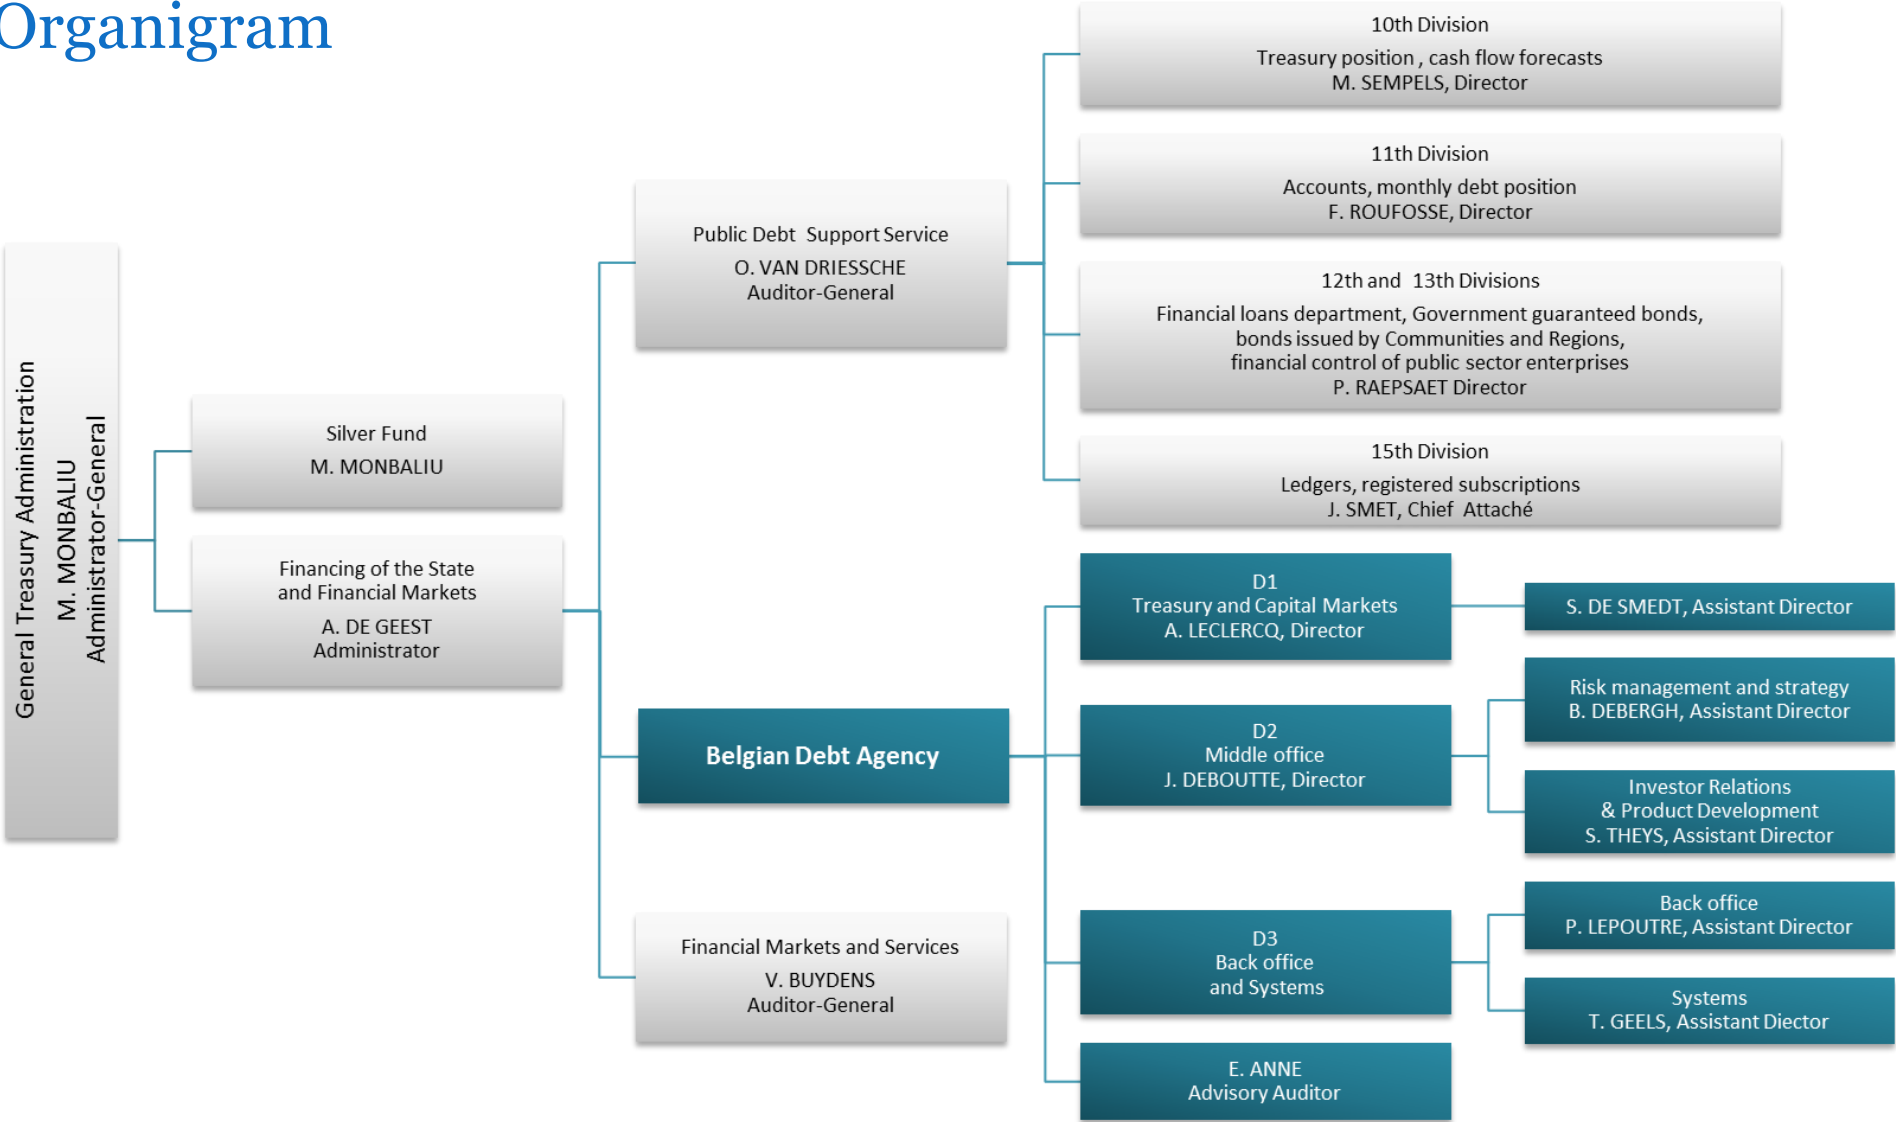 Organigram
General Treasury Administration
M. MONBALIU
Administrator-General
Silver Fund
M. MONBALIU
Financing of the State
and Financial Markets
A. DE GEEST
Administrator
Public Debt Support Service
O. VAN DRIESSCHE
Auditor-General
Belgian Debt Agency
Financial Markets and Services
V. BUYDENS
Auditor-General
10th Division
Treasury position , cash flow forecasts
M. SEMPELS, Director
11th Division
Accounts, monthly debt position
F. ROUFOSSE, Director
12th and 13th Divisions
Financial loans department, Government guaranteed bonds,
bonds issued by Communities and Regions,
financial control of public sector enterprises
P. RAEPSAET Director
15th Division
Ledgers, registered subscriptions
J. SMET, Chief Attaché
D1
Treasury and Capital Markets
A. LECLERCQ, Director
S. DE SMEDT, Assistant Director
D2
Middle office
J. DEBOUTTE, Director
Risk management and strategy
B. DEBERGH, Assistant Director
Investor Relations
& Product Development
S. THEYS, Assistant Director
D3
Back office
and Systems
Back office
P. LEPOUTRE, Assistant Director
Systems
T. GEELS, Assistant Diector
E. ANNE
Advisory Auditor